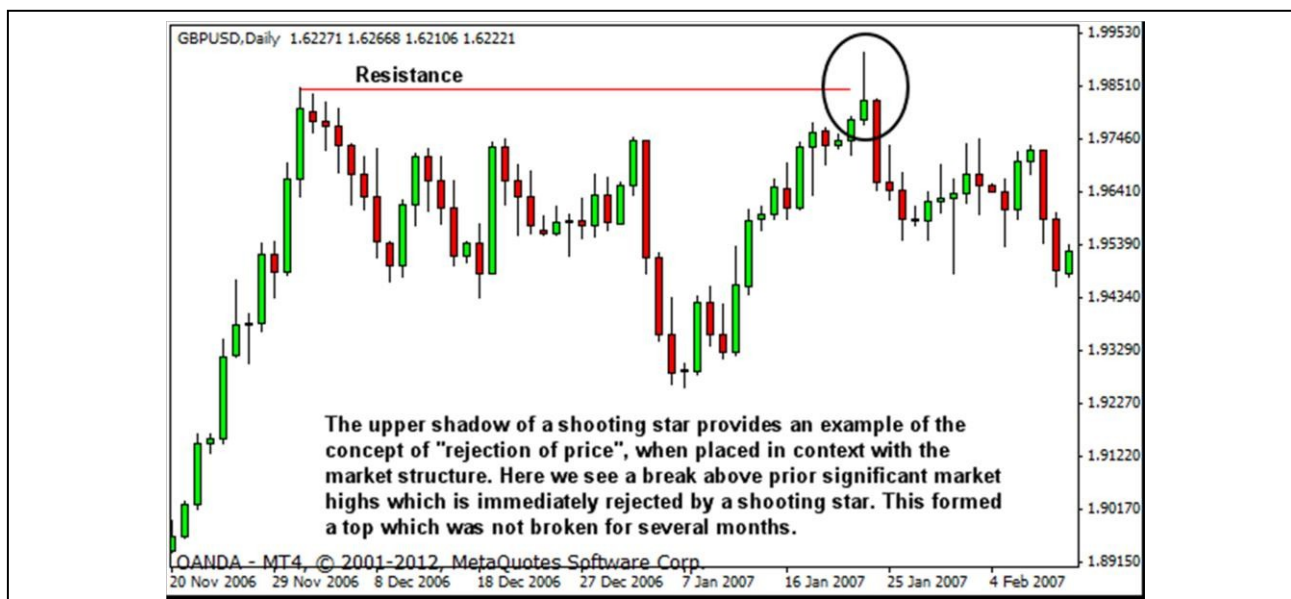 GBPUSD,Daily 1.62271 1.62668 1.62106 1.62221
Resistance
1.99530
1.98510
1.97460
1.96410
1.95390
1.94340
1.93290
1.92270
1.91220
1.90170
1.89150
The upper shadow of a shooting star provides an example of the
concept of "rejection of price", when placed in context with the
market structure. Here we see a break above prior significant market
highs which is immediately rejected by a shooting star. This formed
a top which was not broken for several months.
OANDA - MT4, © 2001-2012, MetaQuotes Software Corp.
20 Nov 2006 29 Nov 2006 8 Dec 2006 18 Dec 2006 27 Dec 2006 7 Jan 2007 16 Jan 2007 25 Jan 2007 4 Feb 2007